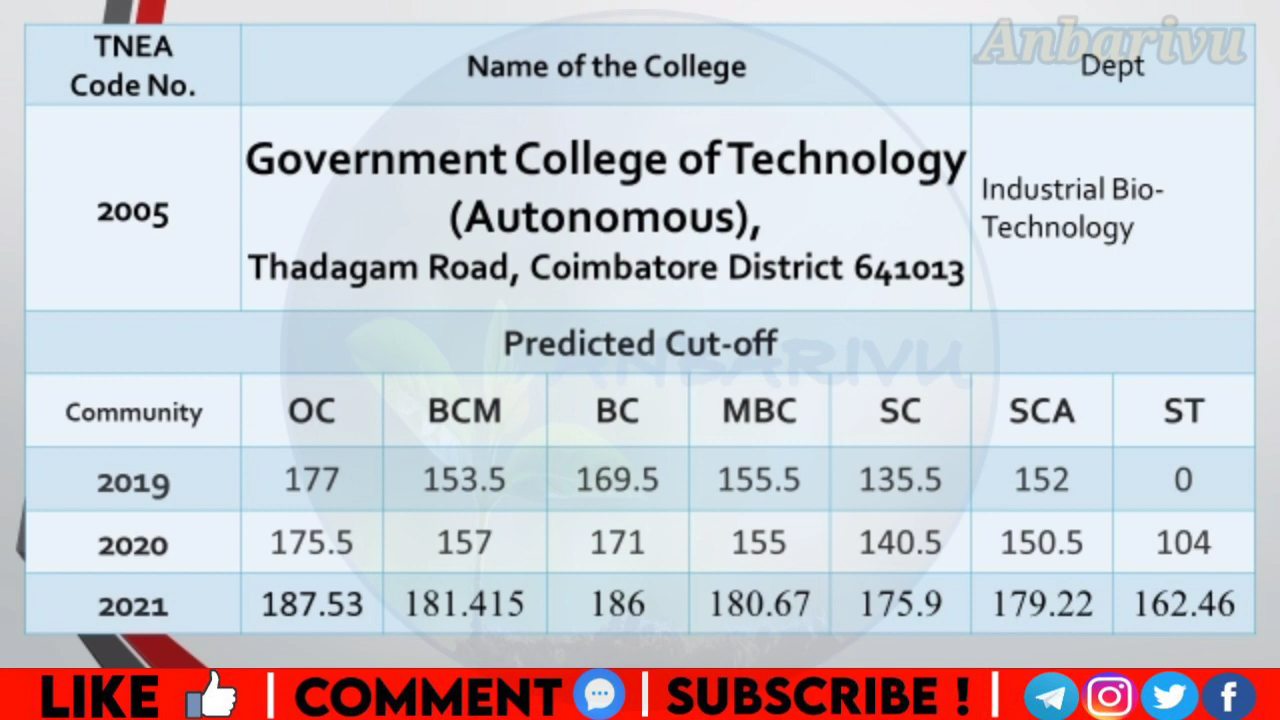 Anbarivu
TNEA
Code No.
Name of the College
Dept
2005
Government College of Technology
(Autonomous),
Thadagam Road, Coimbatore District 641013
Industrial Bio-
Technology
Predicted Cut-off
ANBARIVU
Community OC BCM BC MBC SC SCA ST
2019 177 153.5 169.5 155.5 135.5 152 0
2020 175.5 157 171 155 140.5 150.5 104
2021 187.53 181.415 186 180.67 175.9 179.22 162.46
LIKE | COMMENT | SUBSCRIBE ! |